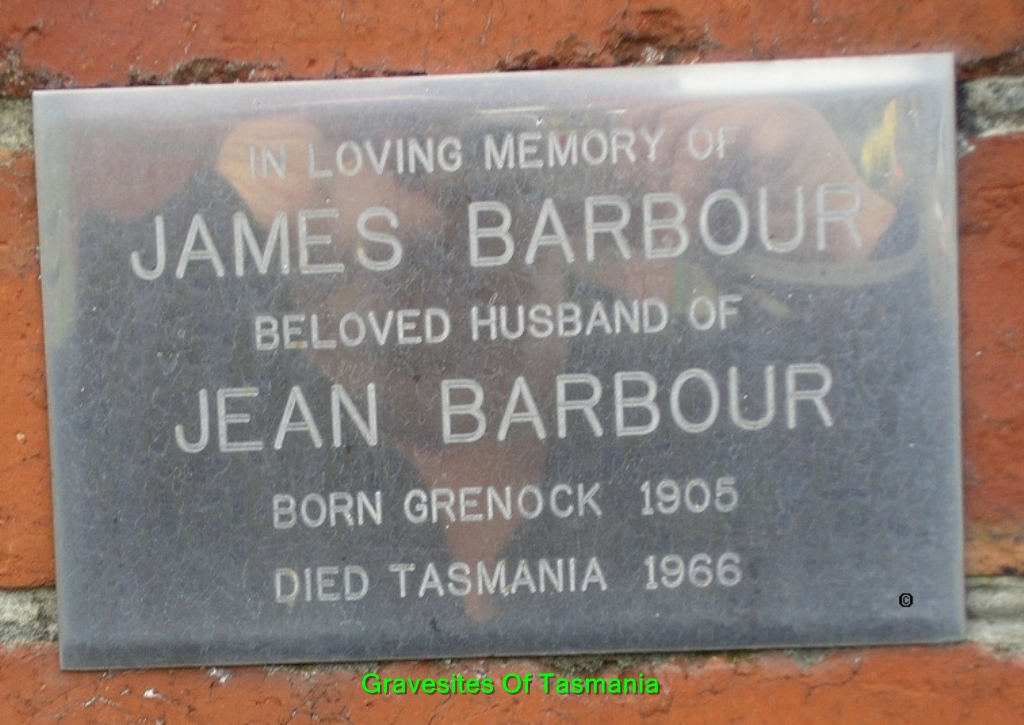 IN LOVING MEMORY OF
JAMES BARBOUR
BELOVED HUSBAND OF
JEAN BARBOUR
BORN GRENOCK 1905
DIED TASMANIA 1966
©
Gravesites Of Tasmania